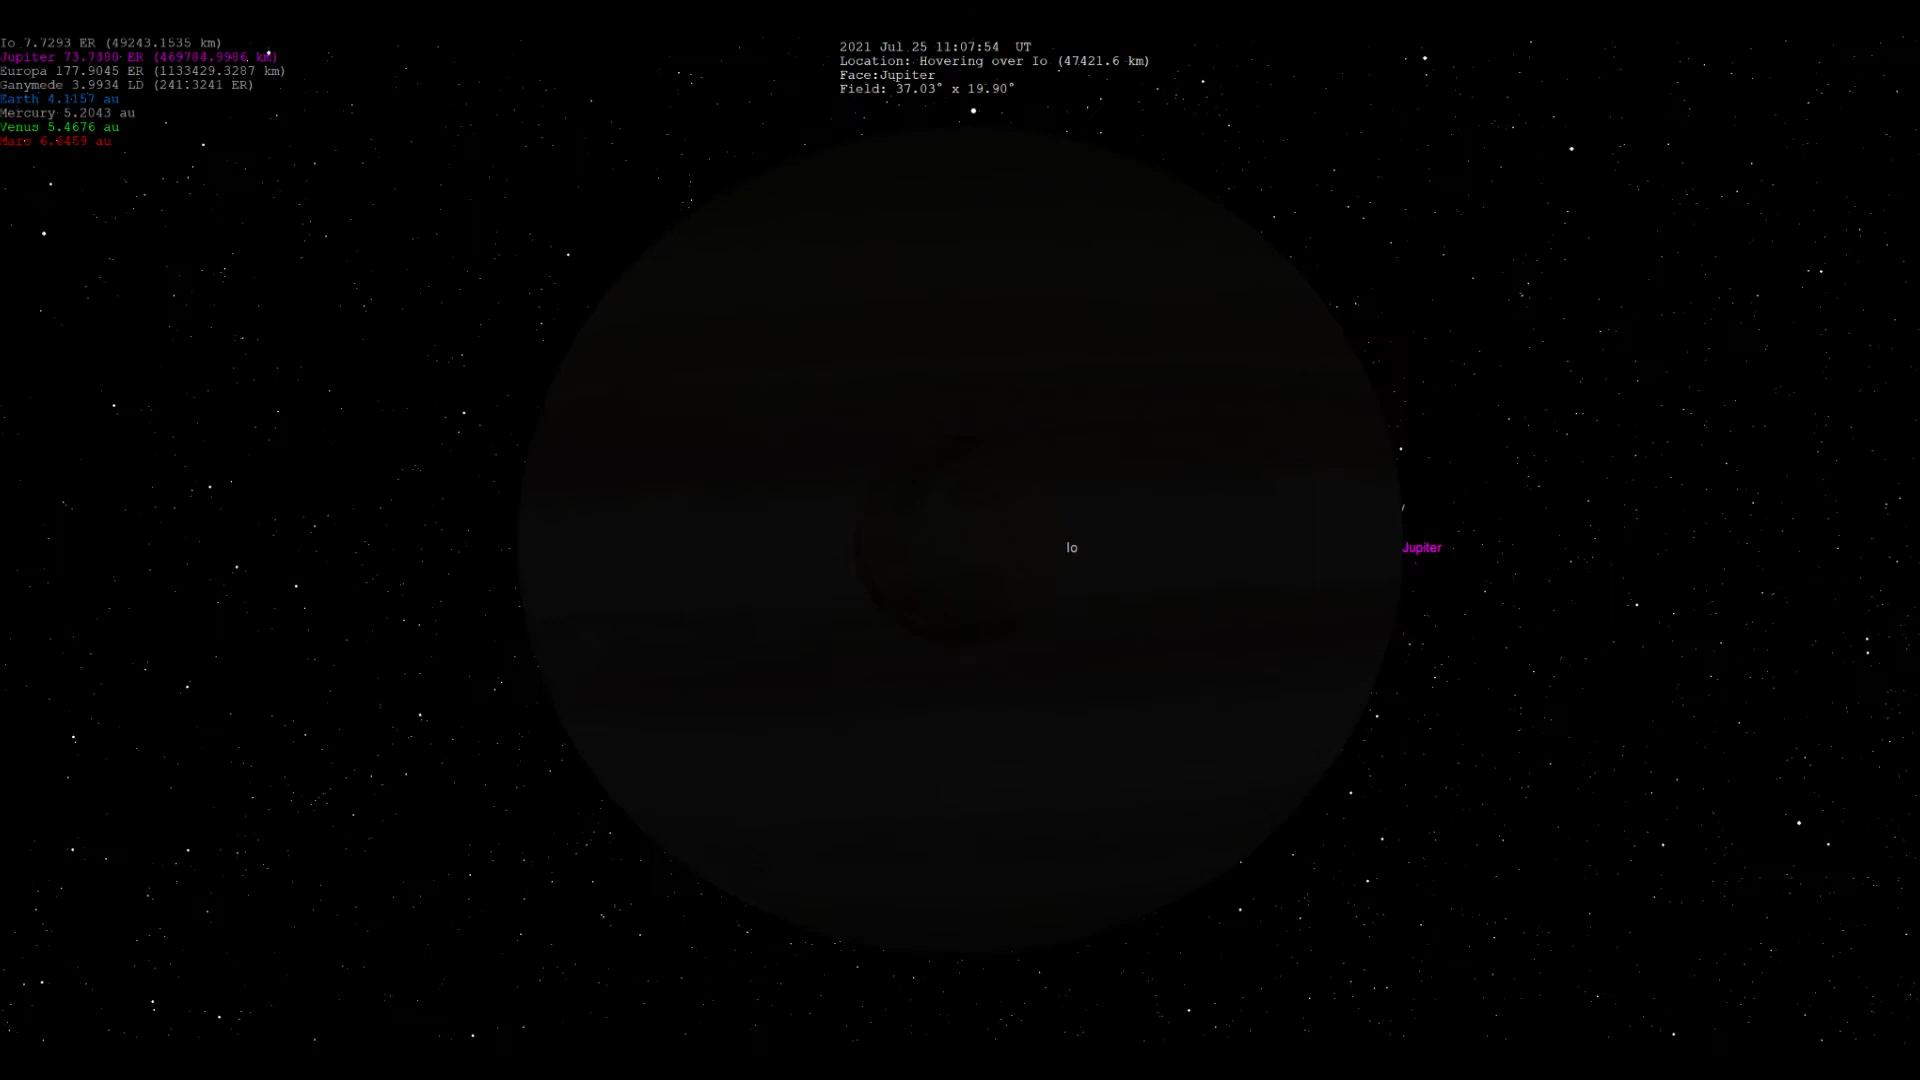 Io 7.7293 ER (49243.1535 km)
Jupiter 73.7380 ER (469784.9986 km)
Europa 177.9045 ER (1133429.3287 km)
Ganymede 3.9934 LD (241.3241 ER)
Earth 4.1157 au
Mercury 5.2043 au
Venus 5.4676 au
Mars 6.6459 au
2021 Jul 25 11:07:54 UT
Location: Hovering over Io (47421.6 km)
Face:Jupiter
Field: 37.03° x 19.90°
Io
Jupiter